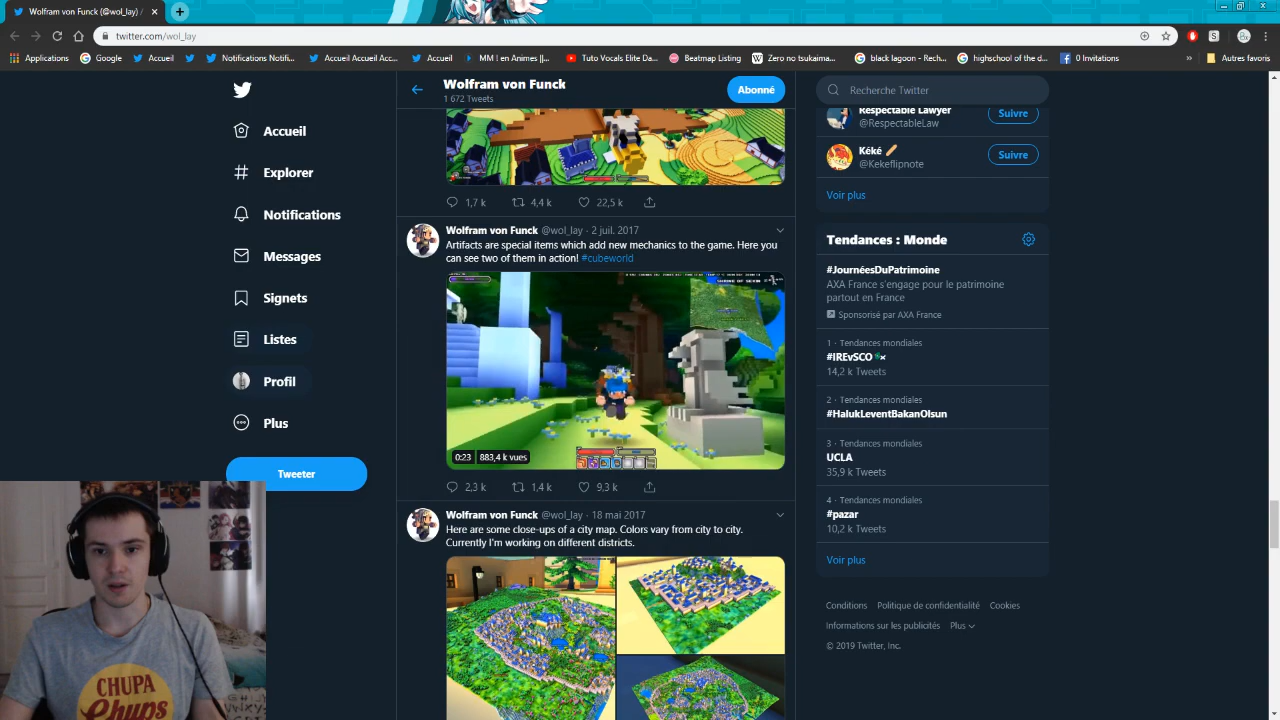 Wolfram von Funck (@wol_lay) /
twitter.com/wol_lay
Applications
Google
Accueil
Notifications Notifi...
Accueil Accueil Acc...
Accueil
MM ! en Animes ||...
Tuto Vocals Elite Da...
Beatmap Listing
Zero no tsukaima...
black lagoon - Rech...
highschool of the d...
0 Invitations
»
Autres favoris
Accueil
Explorer
Notifications
Messages
Signets
Listes
Profil
Plus
Tweeter
Wolfram von Funck
1 672 Tweets
Abonné
1,7 k 4,4 k 22,5 k
Wolfram von Funck @wol_lay · 2 juil. 2017
Artifacts are special items which add new mechanics to the game. Here you
can see two of them in action! #cubeworld
0:23 883,4 k vues
2,3 k 1,4 k 9,3 k
Wolfram von Funck @wol_lay · 18 mai 2017
Here are some close-ups of a city map. Colors vary from city to city.
Currently I'm working on different districts.
Recherche Twitter
Respectable Lawyer
@RespectableLaw
Suivre
Kéké
@Kekeflipnote
Suivre
Voir plus
Tendances : Monde
#JournéesDuPatrimoine
AXA France s'engage pour le patrimoine
partout en France
Sponsorisé par AXA France
1 · Tendances mondiales
#IREvSCO
14,2 k Tweets
2 · Tendances mondiales
#HalukLeventBakanOlsun
3 · Tendances mondiales
UCLA
35,9 k Tweets
4 · Tendances mondiales
#pazar
10,2 k Tweets
Voir plus
Conditions Politique de confidentialité Cookies
Informations sur les publicités Plus
© 2019 Twitter, Inc.
CHUPA
Chups